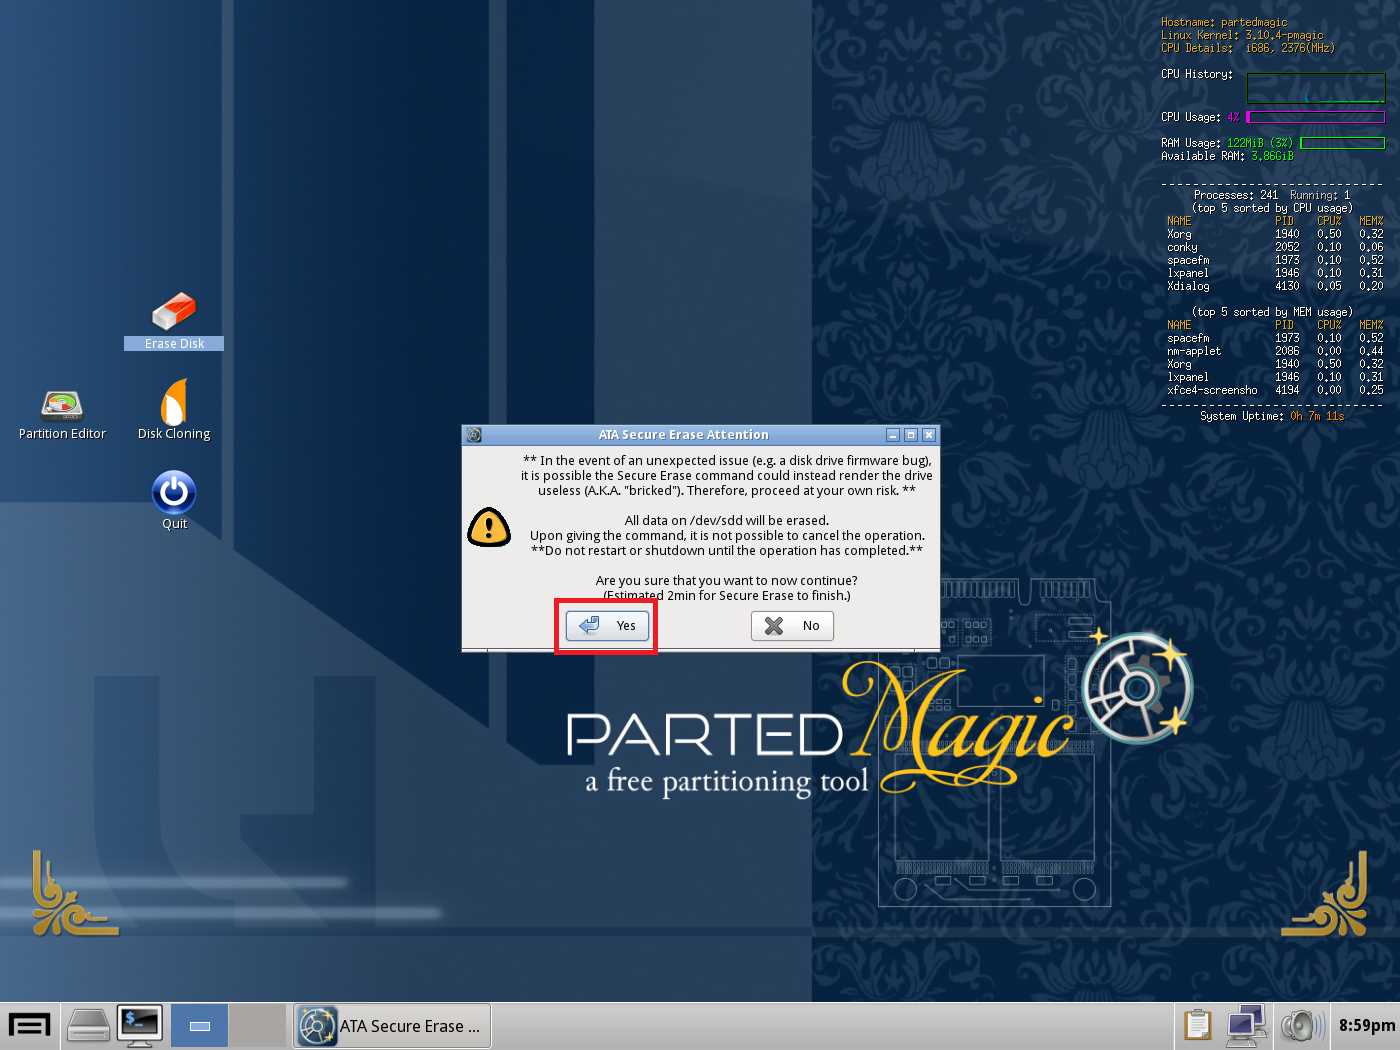 Hostname: partedmagic
Linux Kernel: 3.10.4-pmagic
CPU Details:  i686, 2376(MHz)
CPU History:
CPU Usage: 4%
RAM Usage: 122MiB (3%)
Available RAM: 3.86GiB
Processes: 241  Running: 1
(top 5 sorted by CPU usage)
NAME PID CPU% MEM%
Xorg 1940 0.50 0.32
conky 2052 0.10 0.06
spacefm 1973 0.10 0.52
lxpanel 1946 0.10 0.31
Xdialog 4130 0.05 0.20
(top 5 sorted by MEM usage)
NAME PID CPU% MEM%
spacefm 1973 0.10 0.52
nm-applet 2086 0.00 0.44
Xorg 1940 0.50 0.32
lxpanel 1946 0.10 0.31
xfce4-screensho 4194 0.00 0.25
System Uptime: 0h 7m 11s
Erase Disk
Partition Editor
Disk Cloning
Quit
ATA Secure Erase Attention
** In the event of an unexpected issue (e.g. a disk drive firmware bug),
it is possible the Secure Erase command could instead render the drive
useless (A.K.A. "bricked"). Therefore, proceed at your own risk. **
All data on /dev/sdd will be erased.
Upon giving the command, it is not possible to cancel the operation.
**Do not restart or shutdown until the operation has completed.**
Are you sure that you want to now continue?
(Estimated 2min for Secure Erase to finish.)
Yes
No
PARTED Magic
a free partitioning tool
$_
ATA Secure Erase ...
8:59pm